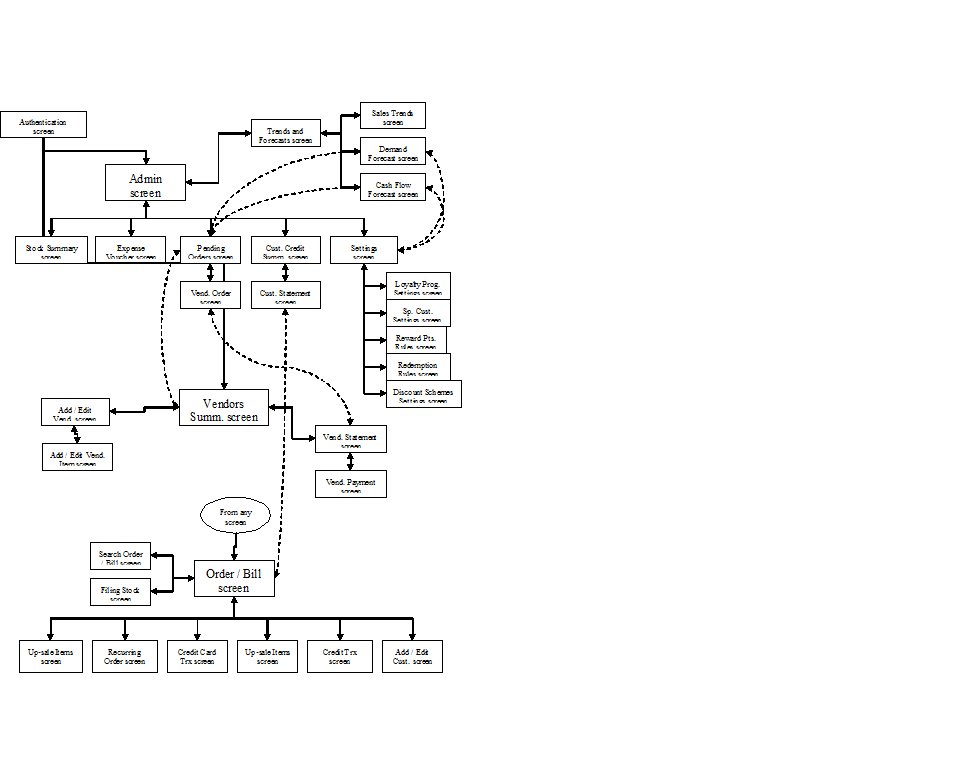 Sales Trends
screen
Authentication
screen
Trends and
Forecasts screen
Demand
Forecast screen
Admin
screen
Cash Flow
Forecast screen
Stock Summary
screen
Expense
Voucher screen
Pending
Orders screen
Cust. Credit
Summ. screen
Settings
screen
Loyalty Prog.
Settings screen
Vend. Order
screen
Cust. Statement
screen
Sp. Cust.
Settings screen
Reward Pts.
Rules screen
Redemption
Rules screen
Discount Schemes
Settings screen
Vendors
Summ. screen
Add / Edit
Vend. screen
Vend. Statement
screen
Add / Edit Vend.
Item screen
Vend. Payment
screen
From any
screen
Search Order
/ Bill screen
Order / Bill
screen
Filing Stock
screen
Up-sale Items
screen
Recurring
Order screen
Credit Card
Trx screen
Up-sale Items
screen
Credit Trx
screen
Add / Edit
Cust. screen